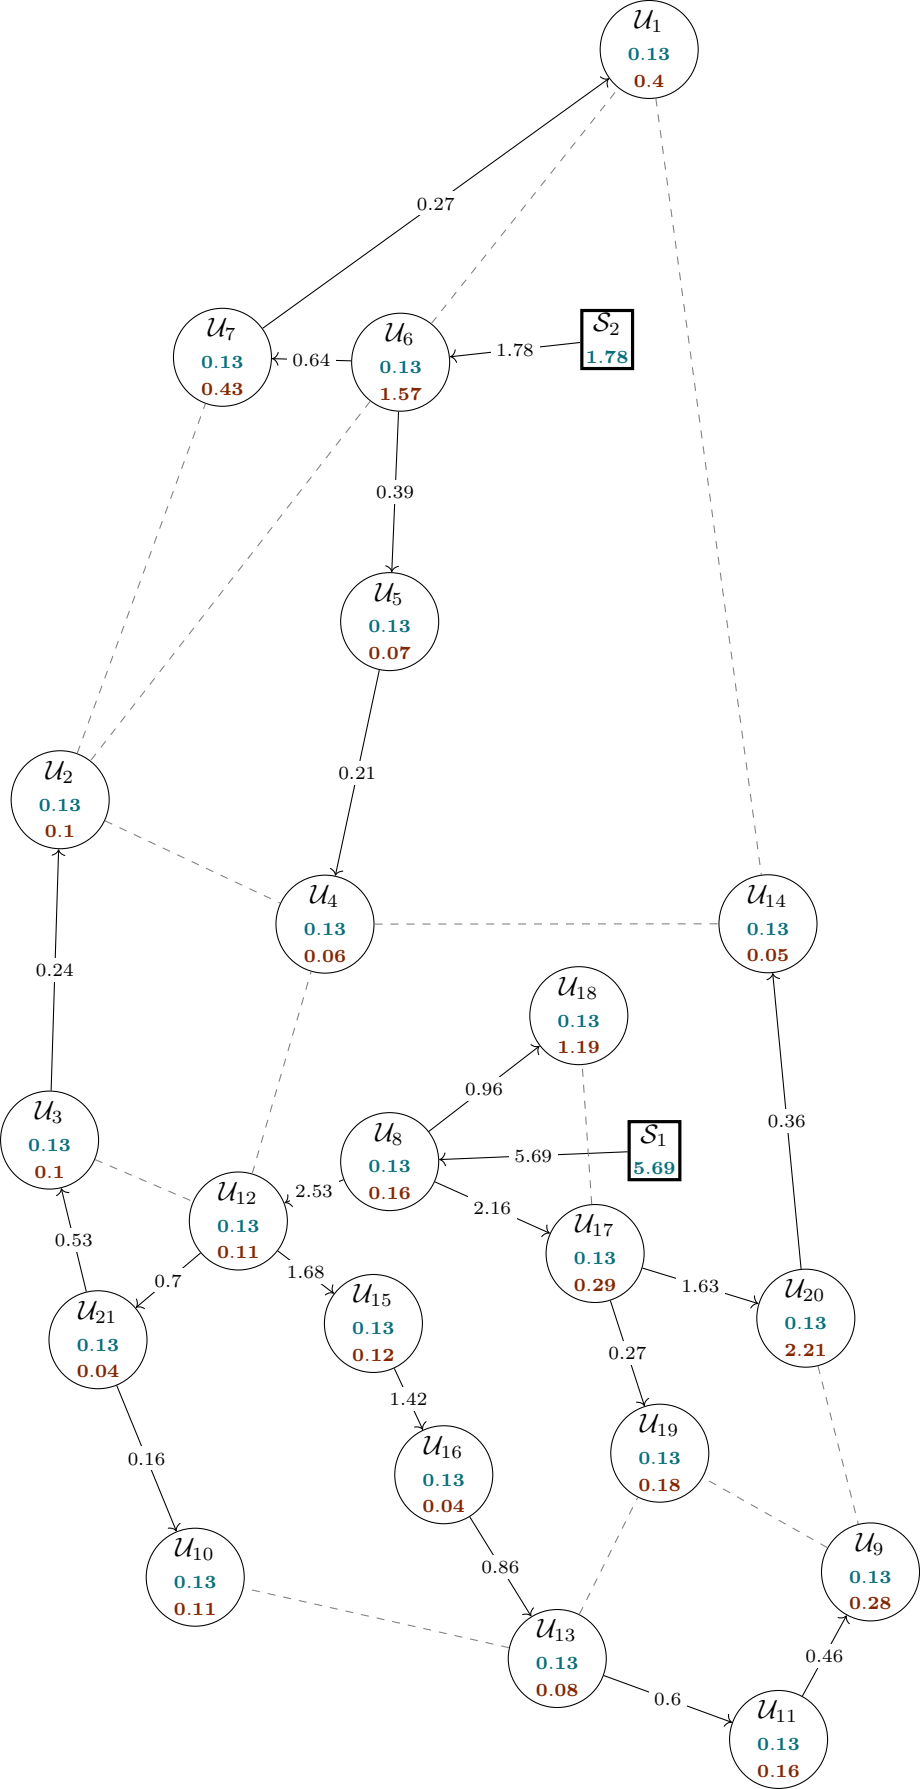 𝒰₁
0.13
0.4
0.27
𝒰₇
0.13
0.43
0.64
𝒰₆
0.13
1.57
1.78
𝒮₂
1.78
0.39
𝒰₅
0.13
0.07
0.21
𝒰₂
0.13
0.1
𝒰₄
0.13
0.06
𝒰₁₄
0.13
0.05
0.24
𝒰₁₈
0.13
1.19
0.96
0.36
𝒰₃
0.13
0.1
𝒰₈
0.13
0.16
5.69
𝒮₁
5.69
𝒰₁₂
0.13
0.11
2.53
2.16
𝒰₁₇
0.13
0.29
0.53
0.7
1.68
1.63
𝒰₂₁
0.13
0.04
𝒰₁₅
0.13
0.12
𝒰₂₀
0.13
2.21
0.27
1.42
0.16
𝒰₁₆
0.13
0.04
𝒰₁₉
0.13
0.18
𝒰₁₀
0.13
0.11
0.86
𝒰₉
0.13
0.28
𝒰₁₃
0.13
0.08
0.46
0.6
𝒰₁₁
0.13
0.16